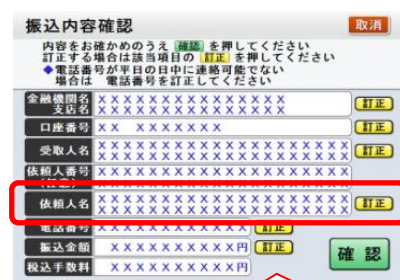 振込内容確認 取消
内容をお確かめのうえ 確認 を押してください
訂正する場合は該当項目の 訂正 を押してください
◆電話番号が平日の日中に連絡可能でない
場合は 電話番号を訂正してください
金融機関名 XXXXXXXXXXXXXXX
支店名 XXXXXXXXXXXXXXX 訂正
口座番号 XX XXXXXXX 訂正
受取人名 XXXXXXXXXXXXXXXXXXXX
XXXXXXXXXXXXXXXXXXXX 訂正
依頼人番号 XXXXXXXXXXXXXXXXXXXX
依頼人名 XXXXXXXXXXXXXXXXXXXX
XXXXXXXXXXXXXXXXXXXX 訂正
電話番号 訂正
振込金額 XXXXXXXXXX円 訂正
税込手数料 XXXXXXXXXX円
確認